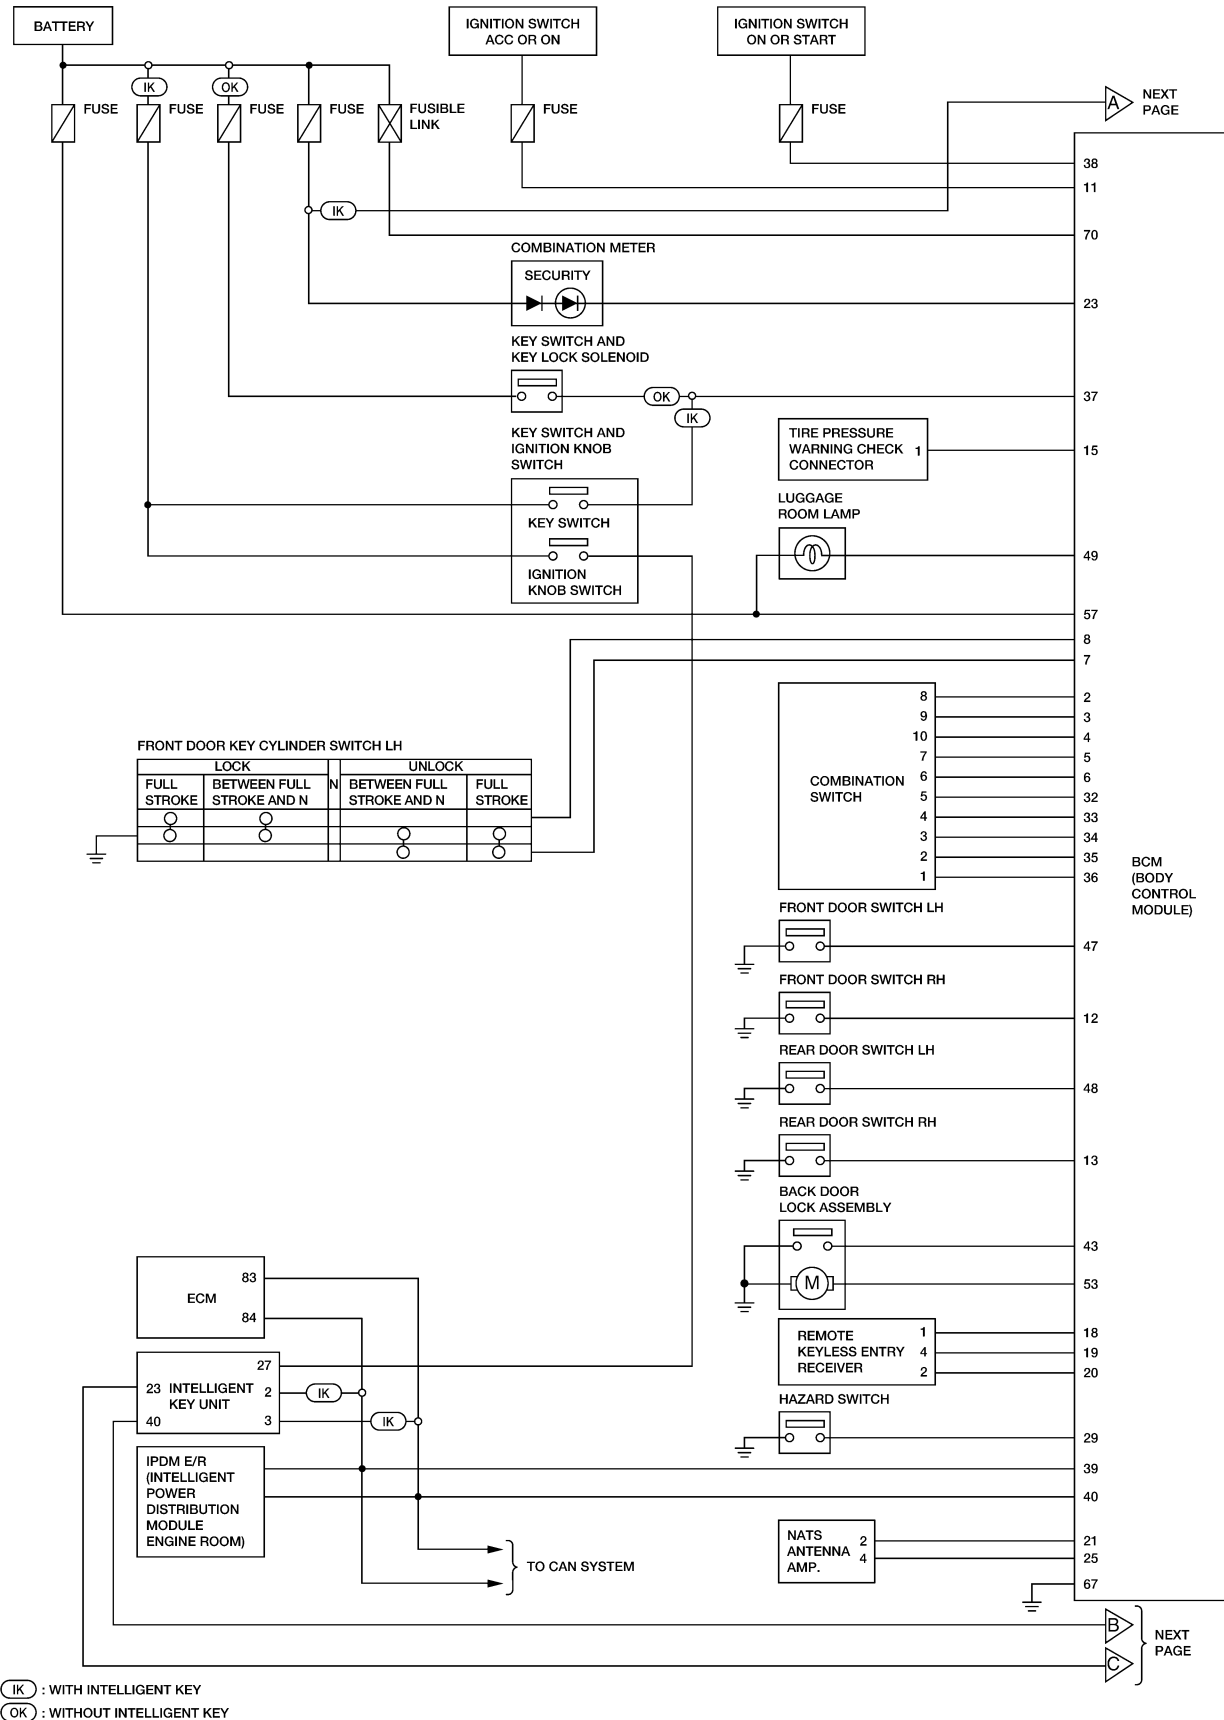 BATTERY
IGNITION SWITCH
ACC OR ON
IGNITION SWITCH
ON OR START
IK
OK
FUSE
FUSE
FUSE
FUSE
FUSIBLE
LINK
FUSE
FUSE
A
NEXT
PAGE
38
11
IK
70
COMBINATION METER
SECURITY
23
KEY SWITCH AND
KEY LOCK SOLENOID
OK
37
IK
KEY SWITCH AND
IGNITION KNOB
SWITCH
TIRE PRESSURE
WARNING CHECK
CONNECTOR
1
15
KEY SWITCH
LUGGAGE
ROOM LAMP
49
IGNITION
KNOB SWITCH
57
8
7
FRONT DOOR KEY CYLINDER SWITCH LH
LOCK
UNLOCK
FULL
STROKE
BETWEEN FULL
STROKE AND N
N
BETWEEN FULL
STROKE AND N
FULL
STROKE
COMBINATION
SWITCH
8 2
9 3
10 4
7 5
6 6
5 32
4 33
3 34
2 35
1 36
BCM
(BODY
CONTROL
MODULE)
FRONT DOOR SWITCH LH
47
FRONT DOOR SWITCH RH
12
REAR DOOR SWITCH LH
48
REAR DOOR SWITCH RH
13
BACK DOOR
LOCK ASSEMBLY
43
M
53
ECM
83
84
REMOTE
KEYLESS ENTRY
RECEIVER
1 18
4 19
2 20
INTELLIGENT
KEY UNIT
27
23
2
IK
40
3
IK
HAZARD SWITCH
29
IPDM E/R
(INTELLIGENT
POWER
DISTRIBUTION
MODULE
ENGINE ROOM)
39
40
TO CAN SYSTEM
NATS
ANTENNA
AMP.
2 21
4 25
67
B
C
NEXT
PAGE
IK : WITH INTELLIGENT KEY
OK : WITHOUT INTELLIGENT KEY